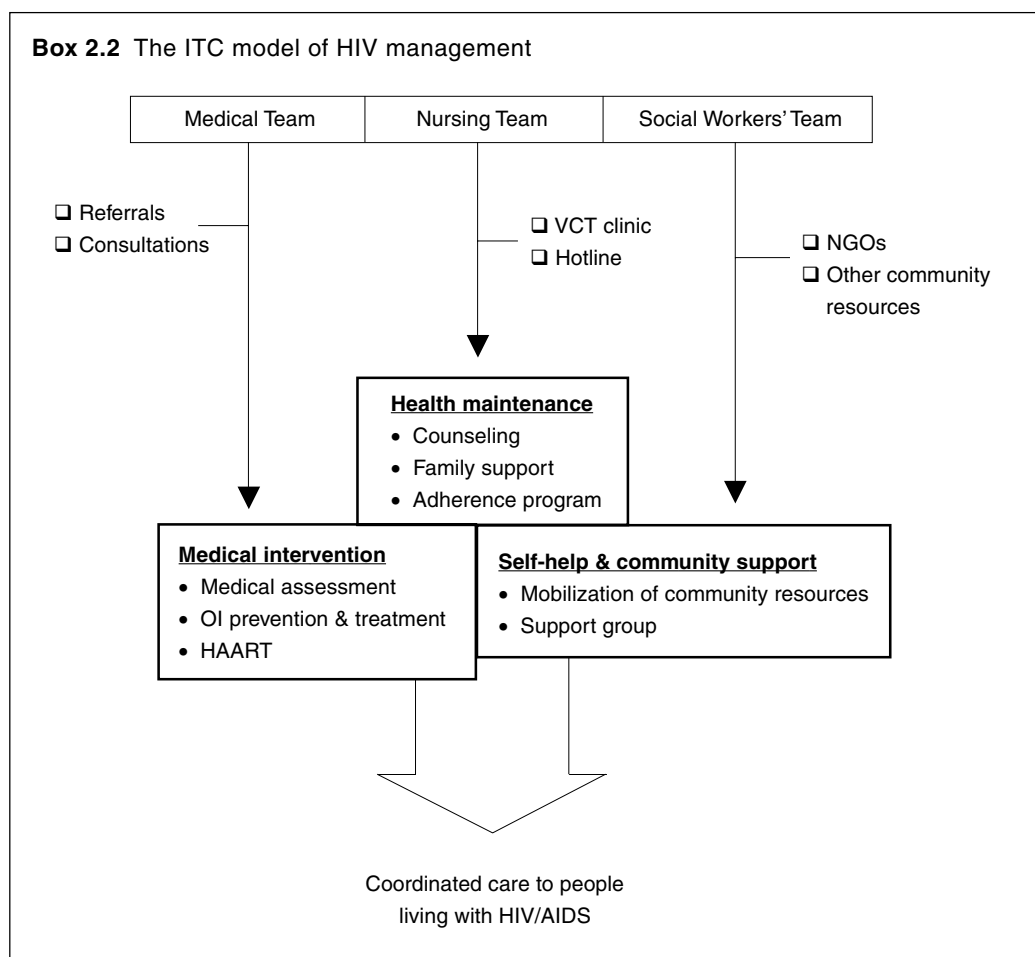 Box 2.2 The ITC model of HIV management
Medical Team
Nursing Team
Social Workers' Team
❑ Referrals
❑ Consultations
❑ VCT clinic
❑ Hotline
❑ NGOs
❑ Other community
resources
Health maintenance
• Counseling
• Family support
• Adherence program
Medical intervention
• Medical assessment
• OI prevention & treatment
• HAART
Self-help & community support
• Mobilization of community resources
• Support group
Coordinated care to people
living with HIV/AIDS